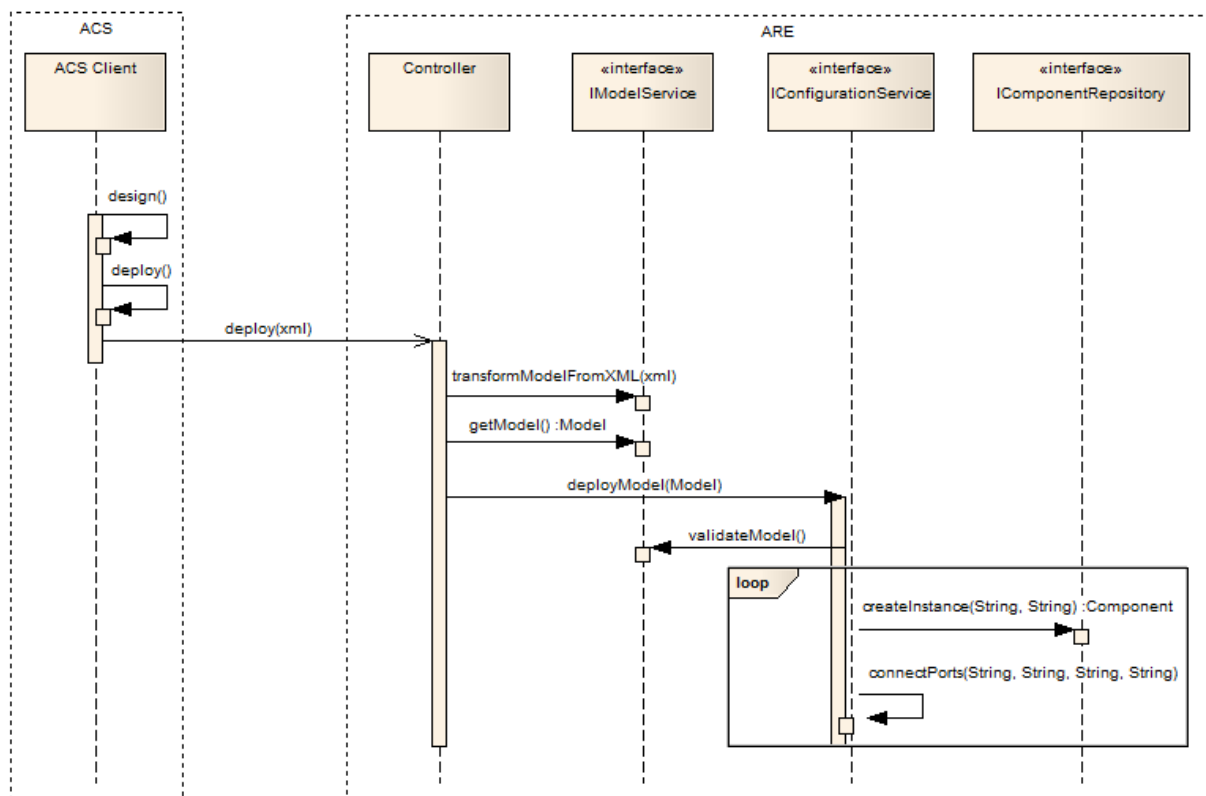 ACS
ARE
ACS Client
Controller
«interface»
IModelService
«interface»
IConfigurationService
«interface»
IComponentRepository
design()
deploy()
deploy(xml)
transformModelFromXML(xml)
getModel() :Model
deployModel(Model)
validateModel()
loop
createInstance(String, String) :Component
connectPorts(String, String, String, String)